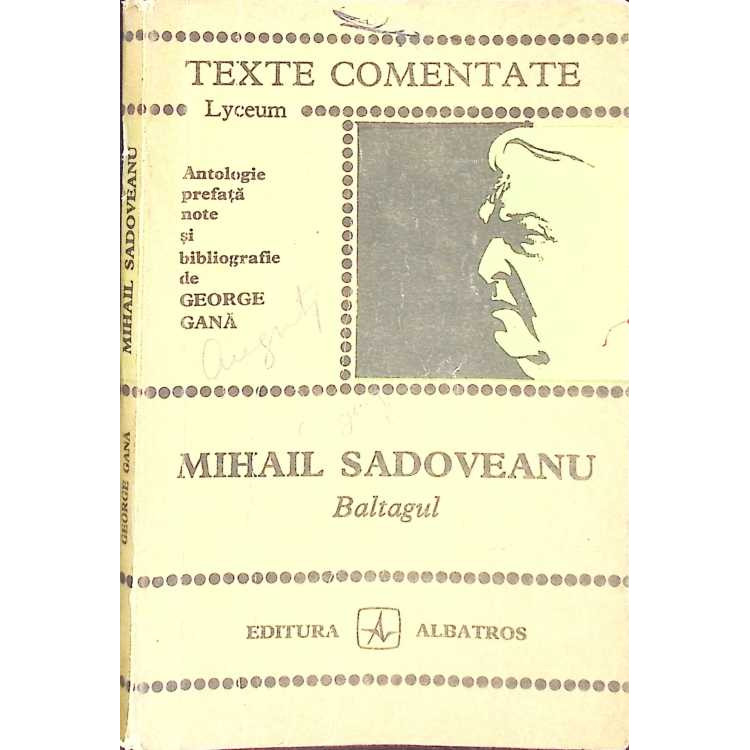 TEXTE COMENTATE
Lyceum
Antologie
prefață
note
și
bibliografie
de
GEORGE
GANĂ
MIHAIL SADOVEANU
Baltagul
EDITURA ALBATROS
MIHAIL SADOVEANU
GEORGE GANĂ